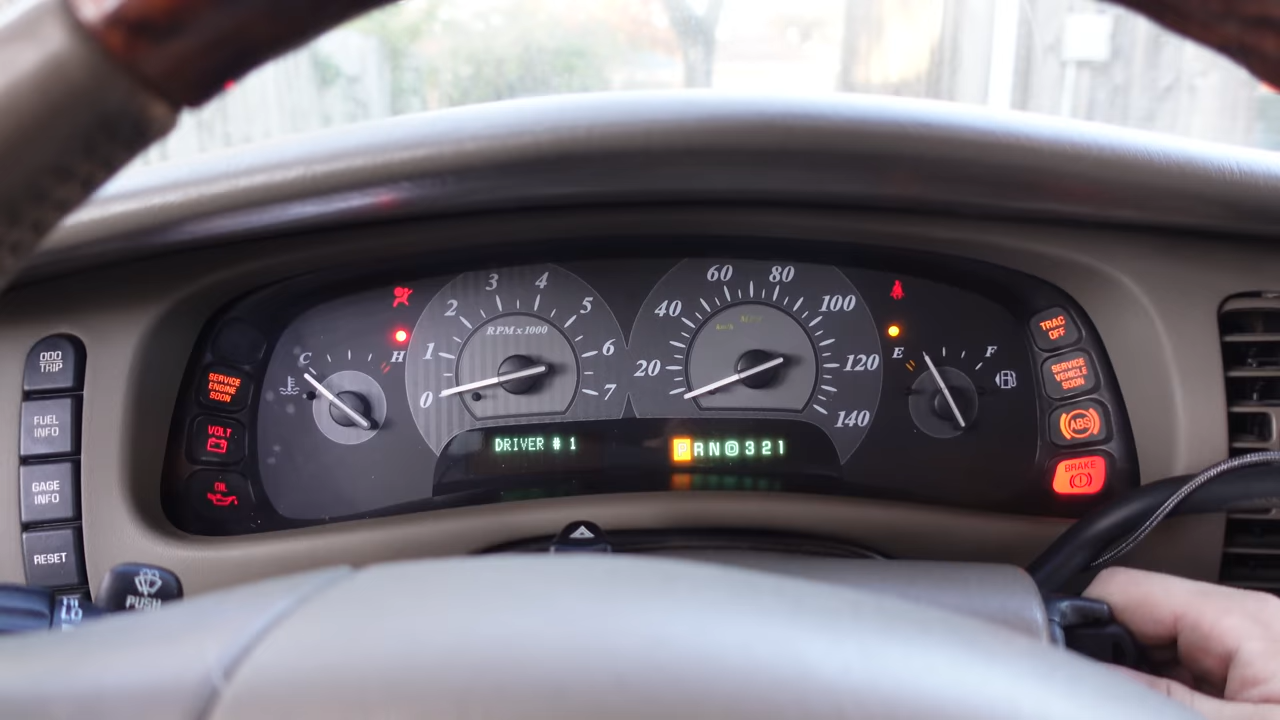 ODO
TRIP
FUEL
INFO
GAGE
INFO
RESET
PUSH
LO
SERVICE
ENGINE
SOON
VOLT
OIL
C
H
0
1
2
3
4
5
6
7
RPM x 1000
DRIVER # 1
20
40
60
80
100
120
140
P R N D 3 2 1
E
F
TRAC
OFF
SERVICE
VEHICLE
SOON
ABS
BRAKE